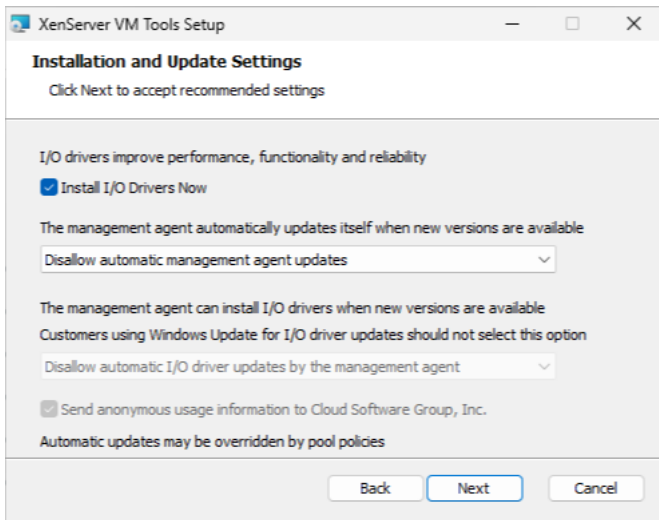 XenServer VM Tools Setup
Installation and Update Settings
Click Next to accept recommended settings
I/O drivers improve performance, functionality and reliability
Install I/O Drivers Now
The management agent automatically updates itself when new versions are available
Disallow automatic management agent updates
The management agent can install I/O drivers when new versions are available
Customers using Windows Update for I/O driver updates should not select this option
Disallow automatic I/O driver updates by the management agent
Send anonymous usage information to Cloud Software Group, Inc.
Automatic updates may be overridden by pool policies
Back Next Cancel